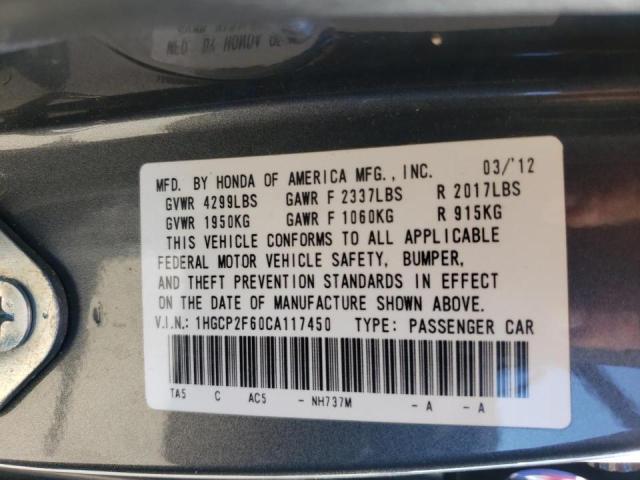 MFD. BY HONDA OF AMERICA MFG., INC. 03/'12
GVWR 4299LBS GAWR F 2337LBS R 2017LBS
GVWR 1950KG GAWR F 1060KG R 915KG
THIS VEHICLE CONFORMS TO ALL APPLICABLE
FEDERAL MOTOR VEHICLE SAFETY, BUMPER,
AND THEFT PREVENTION STANDARDS IN EFFECT
ON THE DATE OF MANUFACTURE SHOWN ABOVE.
V.I.N.: 1HGCP2F60CA117450 TYPE: PASSENGER CAR
TA5 C AC5 - NH737M - A - A